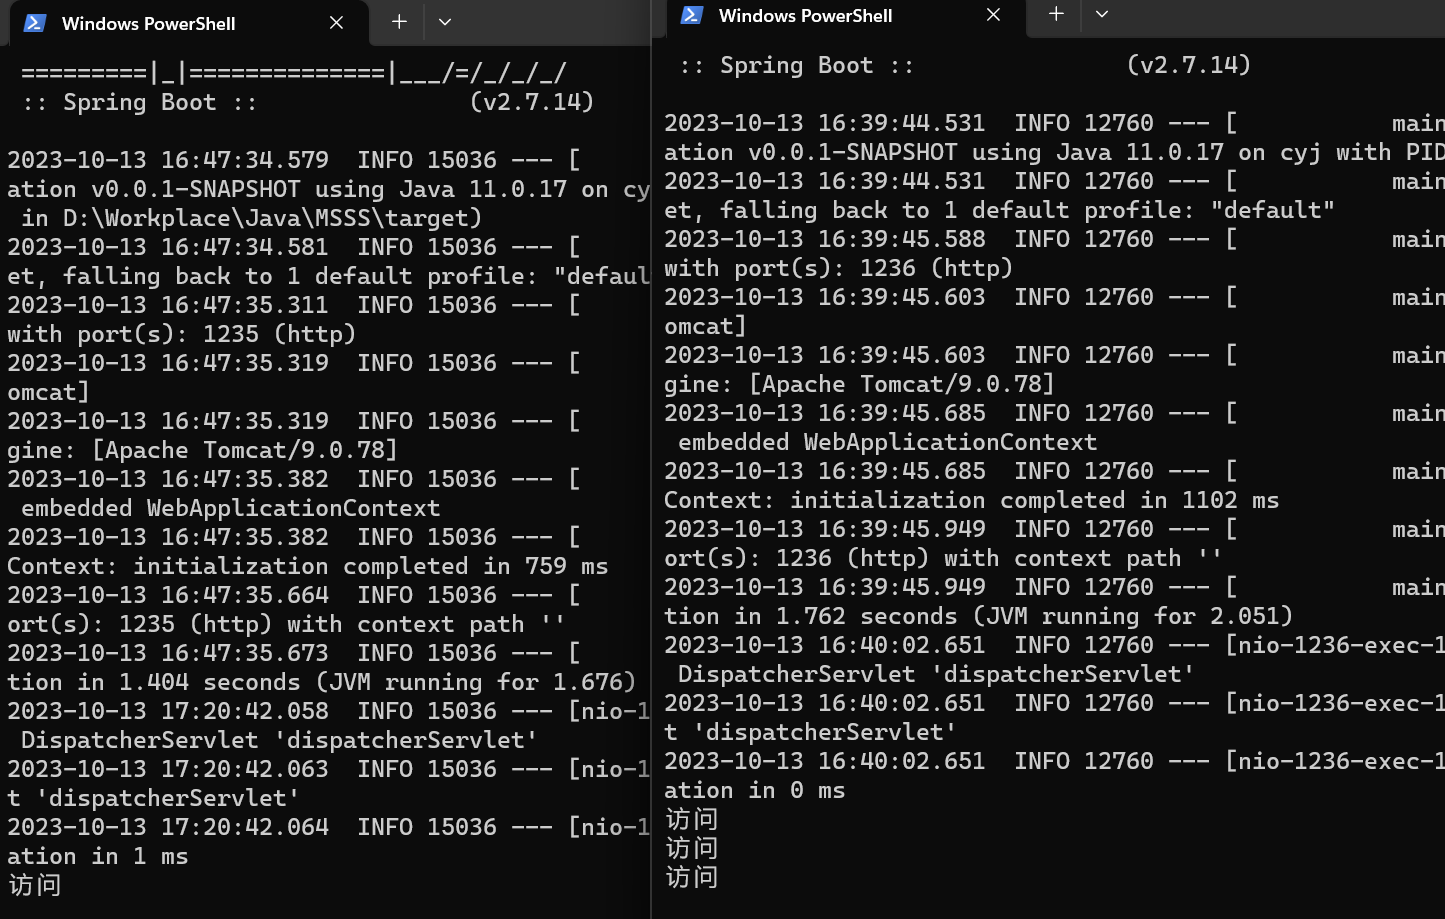 Windows PowerShell
=========|_|==============|___/=/_/_/_/
:: Spring Boot ::                (v2.7.14)
2023-10-13 16:47:34.579  INFO 15036 --- [
ation v0.0.1-SNAPSHOT using Java 11.0.17 on cy
in D:\Workplace\Java\MSSS\target)
2023-10-13 16:47:34.581  INFO 15036 --- [
et, falling back to 1 default profile: "defaul
2023-10-13 16:47:35.311  INFO 15036 --- [
with port(s): 1235 (http)
2023-10-13 16:47:35.319  INFO 15036 --- [
omcat]
2023-10-13 16:47:35.319  INFO 15036 --- [
gine: [Apache Tomcat/9.0.78]
2023-10-13 16:47:35.382  INFO 15036 --- [
embedded WebApplicationContext
2023-10-13 16:47:35.382  INFO 15036 --- [
Context: initialization completed in 759 ms
2023-10-13 16:47:35.664  INFO 15036 --- [
ort(s): 1235 (http) with context path ''
2023-10-13 16:47:35.673  INFO 15036 --- [
tion in 1.404 seconds (JVM running for 1.676)
2023-10-13 17:20:42.058  INFO 15036 --- [nio-1
DispatcherServlet 'dispatcherServlet'
2023-10-13 17:20:42.063  INFO 15036 --- [nio-1
t 'dispatcherServlet'
2023-10-13 17:20:42.064  INFO 15036 --- [nio-1
ation in 1 ms
访问
Windows PowerShell
:: Spring Boot ::                (v2.7.14)
2023-10-13 16:39:44.531  INFO 12760 --- [           main
ation v0.0.1-SNAPSHOT using Java 11.0.17 on cyj with PID
2023-10-13 16:39:44.531  INFO 12760 --- [           main
et, falling back to 1 default profile: "default"
2023-10-13 16:39:45.588  INFO 12760 --- [           main
with port(s): 1236 (http)
2023-10-13 16:39:45.603  INFO 12760 --- [           main
omcat]
2023-10-13 16:39:45.603  INFO 12760 --- [           main
gine: [Apache Tomcat/9.0.78]
2023-10-13 16:39:45.685  INFO 12760 --- [           main
embedded WebApplicationContext
2023-10-13 16:39:45.685  INFO 12760 --- [           main
Context: initialization completed in 1102 ms
2023-10-13 16:39:45.949  INFO 12760 --- [           main
ort(s): 1236 (http) with context path ''
2023-10-13 16:39:45.949  INFO 12760 --- [           main
tion in 1.762 seconds (JVM running for 2.051)
2023-10-13 16:40:02.651  INFO 12760 --- [nio-1236-exec-1
DispatcherServlet 'dispatcherServlet'
2023-10-13 16:40:02.651  INFO 12760 --- [nio-1236-exec-1
t 'dispatcherServlet'
2023-10-13 16:40:02.651  INFO 12760 --- [nio-1236-exec-1
ation in 0 ms
访问
访问
访问